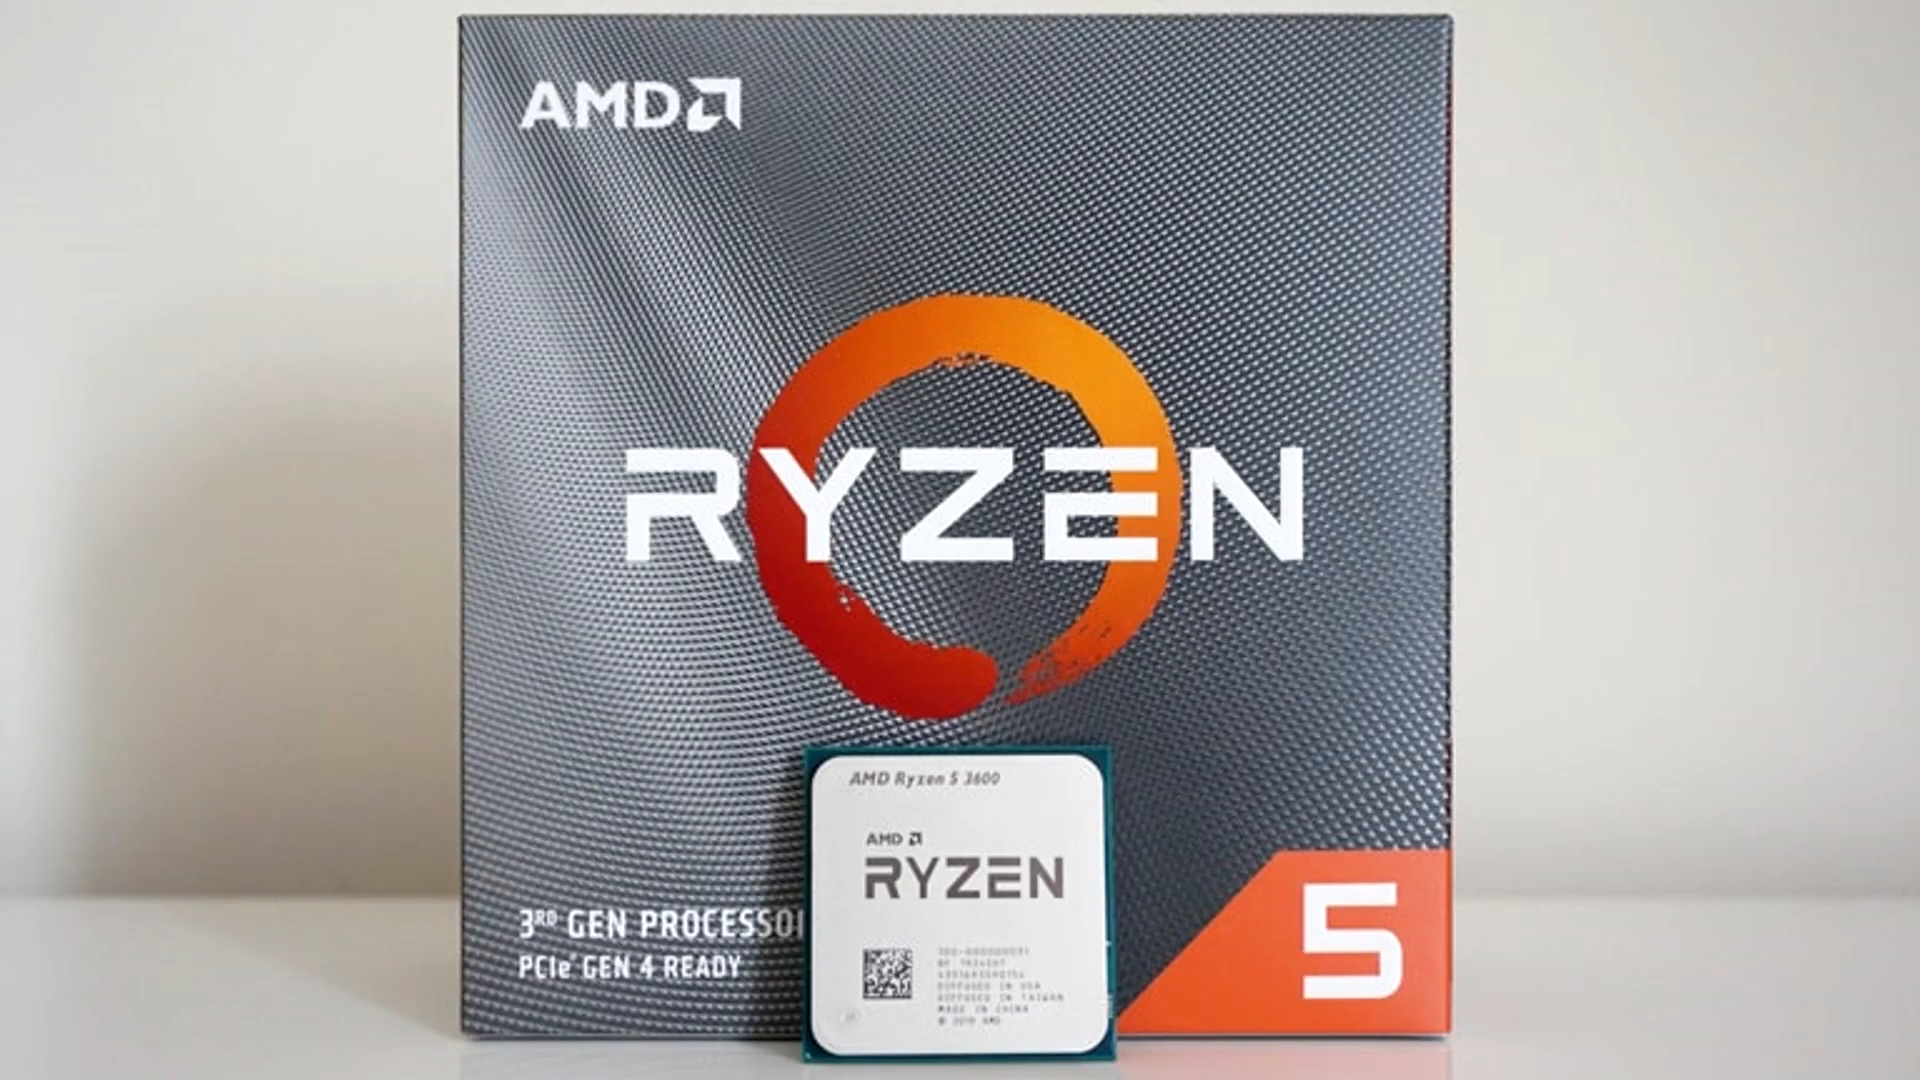 AMD
RYZEN
AMD Ryzen 5 3600
AMD
RYZEN
3RD GEN PROCESSO
PCIe® GEN 4 READY
5
DIFFUSED IN USA
DIFFUSED IN TAIWAN
MADE IN CHINA
© 2019 AMD